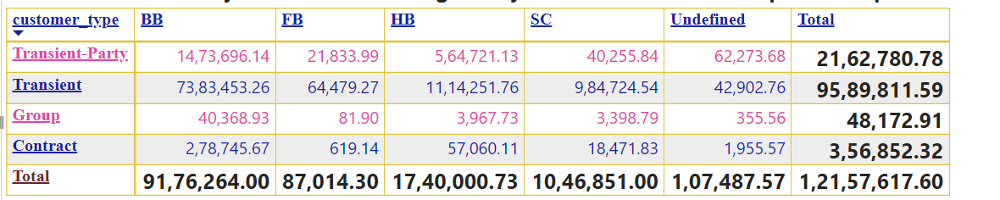 customer_type BB FB HB SC Undefined Total
Transient-Party 14,73,696.14 21,833.99 5,64,721.13 40,255.84 62,273.68 21,62,780.78
Transient 73,83,453.26 64,479.27 11,14,251.76 9,84,724.54 42,902.76 95,89,811.59
Group 40,368.93 81.90 3,967.73 3,398.79 355.56 48,172.91
Contract 2,78,745.67 619.14 57,060.11 18,471.83 1,955.57 3,56,852.32
Total 91,76,264.00 87,014.30 17,40,000.73 10,46,851.00 1,07,487.57 1,21,57,617.60